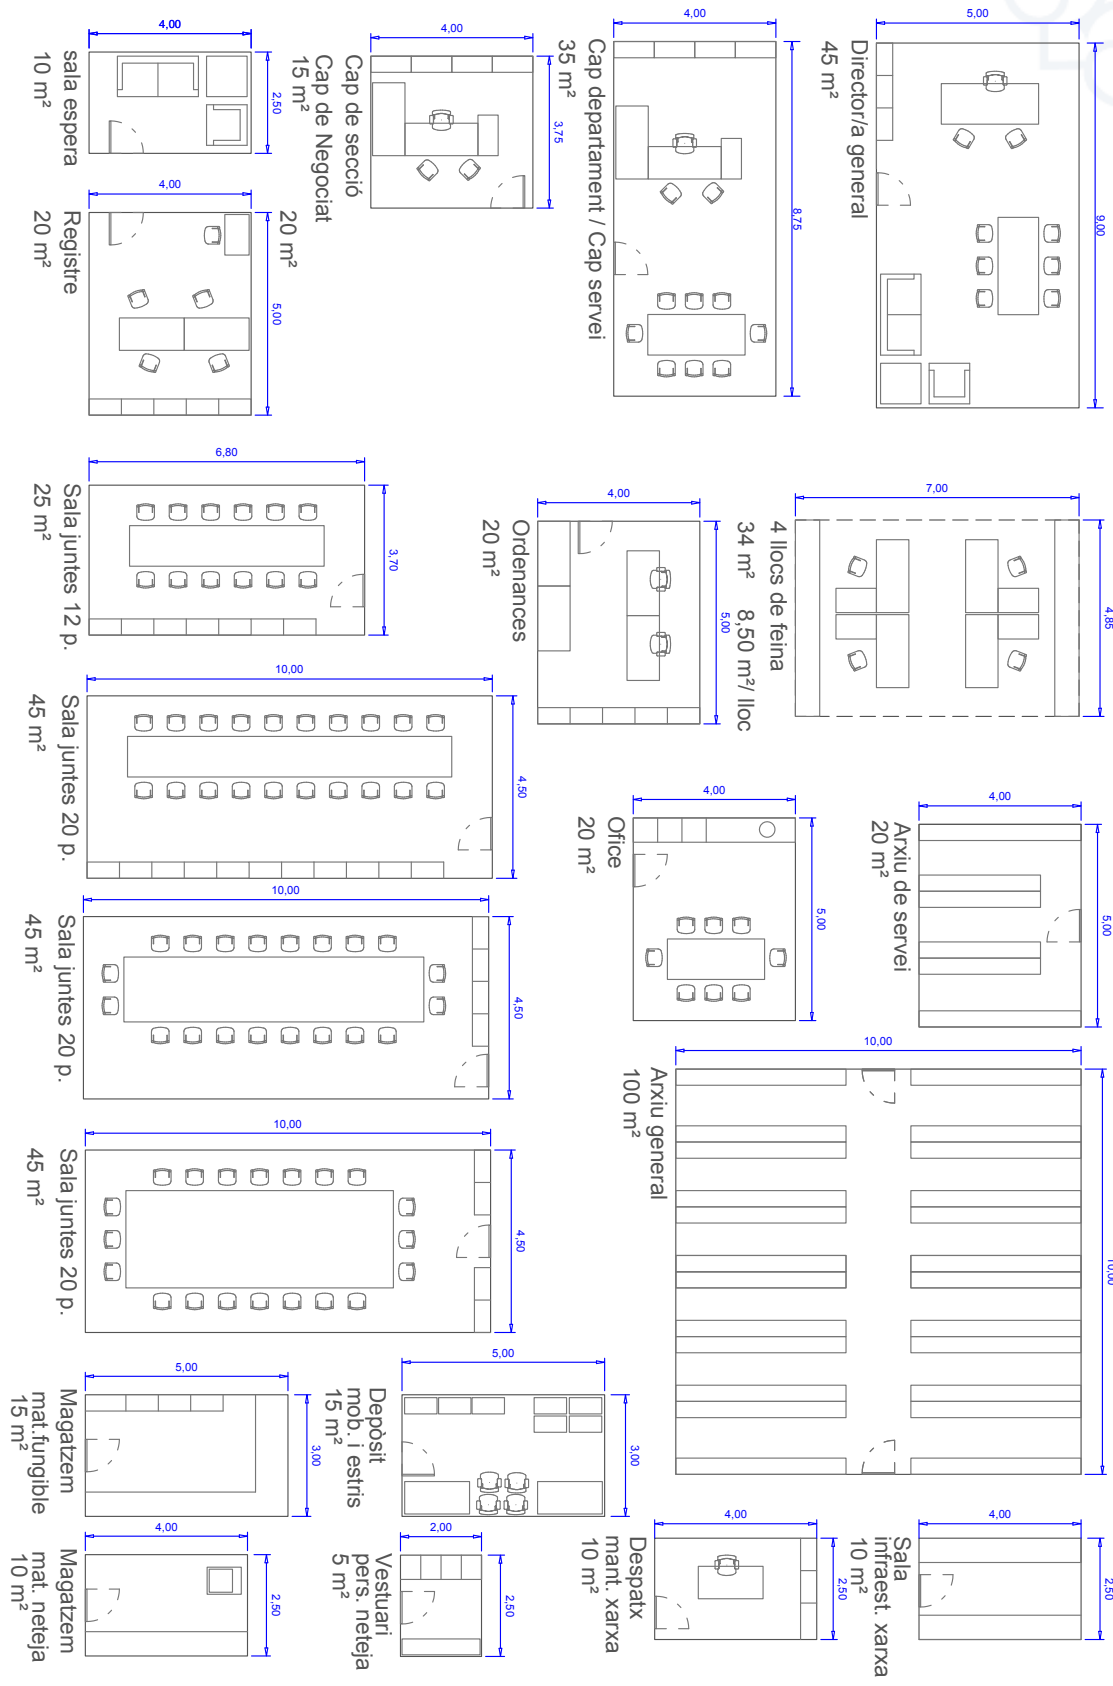 5,00
9,00
Director/a general
45 m²
4,00
8,75
Cap departament / Cap servei
35 m²
4,00
3,75
Cap de secció
Cap de Negociat
15 m²
4,00
2,50
sala espera
10 m²
4,00
5,00
20 m²
Registre
20 m²
7,00
4,85
4 llocs de feina
34 m² 8,50 m²/ lloc
4,00
5,00
Ordenances
20 m²
6,80
3,70
Sala juntes 12 p.
25 m²
4,00
5,00
Arxiu de servei
20 m²
4,00
5,00
Ofice
20 m²
10,00
4,50
Sala juntes 20 p.
45 m²
10,00
4,50
Sala juntes 20 p.
45 m²
10,00
10,00
Arxiu general
100 m²
10,00
4,50
Sala juntes 20 p.
45 m²
5,00
3,00
Depòsit
mob. i estris
15 m²
5,00
3,00
Magatzem
mat.fungible
15 m²
4,00
2,50
Sala
infraest. xarxa
10 m²
4,00
2,50
Despatx
mant. xarxa
10 m²
2,00
2,50
Vestuari
pers. neteja
5 m²
4,00
2,50
Magatzem
mat. neteja
10 m²